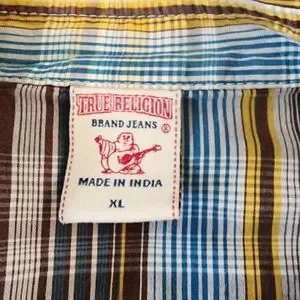 TRUE RELIGION
BRAND JEANS ®
MADE IN INDIA
XL